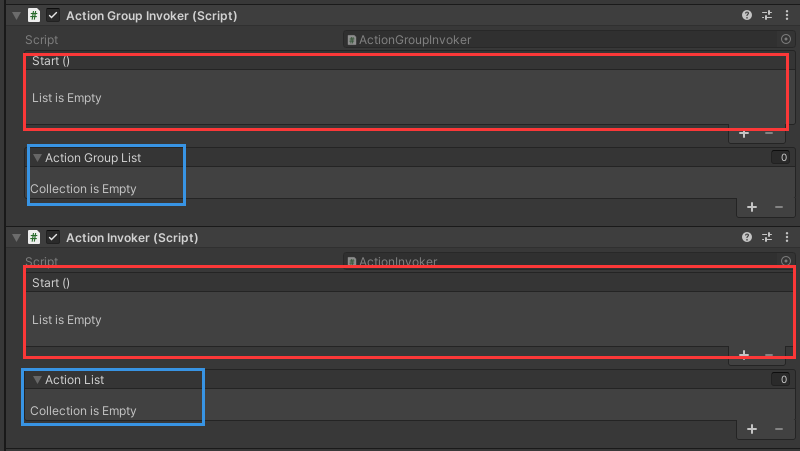 Action Group Invoker (Script)
Script
ActionGroupInvoker
Start ()
List is Empty
Action Group List
0
Collection is Empty
Action Invoker (Script)
Script
ActionInvoker
Start ()
List is Empty
Action List
0
Collection is Empty